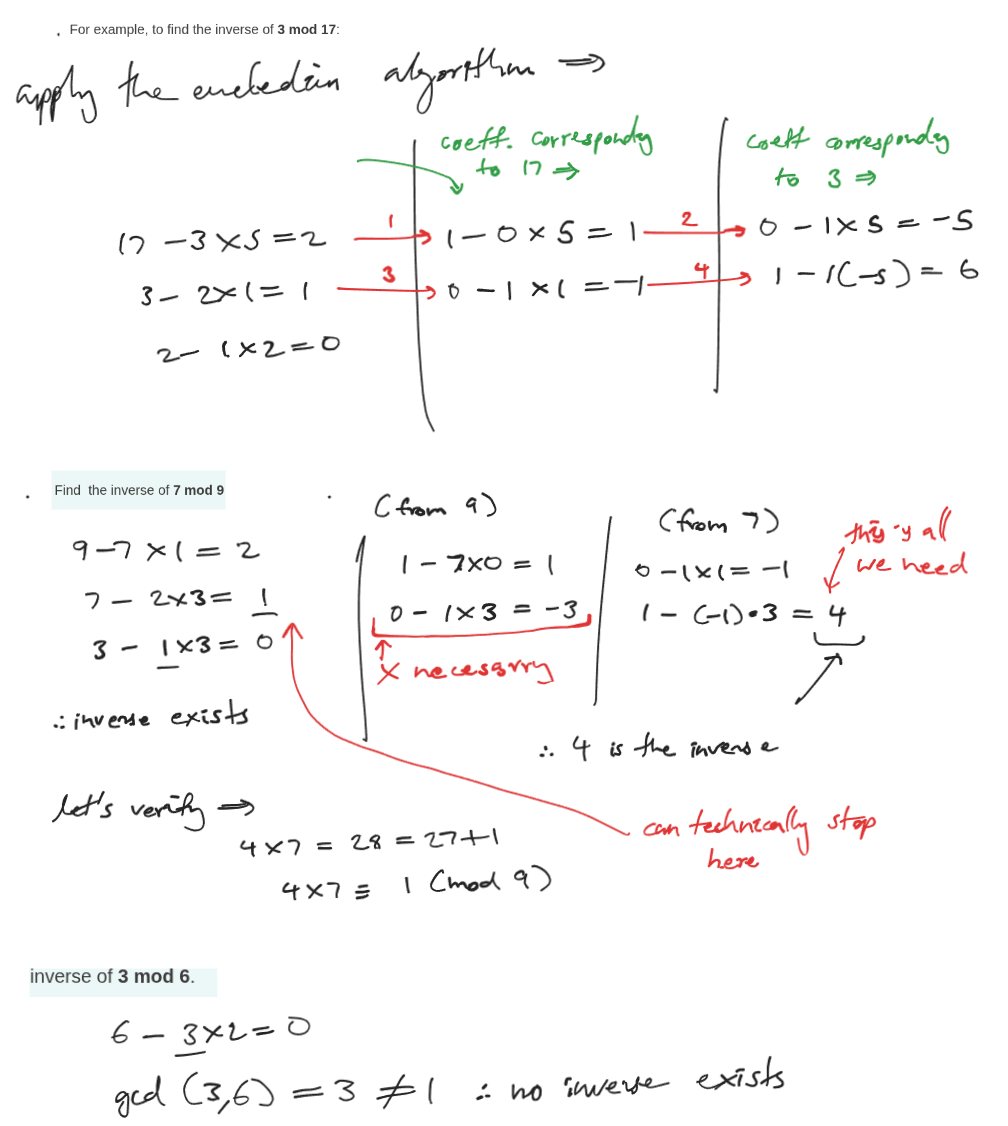 . For example, to find the inverse of 3 mod 17:
apply the eucledian algorithm ⇒
coeff. correspondy to 17 ⇒
coeff correspondy to 3 ⇒
17 - 3 × 5 = 2 1 1 - 0 × 5 = 1 2 0 - 1 × 5 = -5
3 - 2 × 1 = 1 3 0 - 1 × 1 = -1 4 1 - 1(-5) = 6
2 - 1 × 2 = 0
. Find the inverse of 7 mod 9 .
(from 9)
(from 7)
this is all
we need
9 - 7 × 1 = 2 1 - 7×0 = 1 0 - 1×1 = -1
7 - 2×3 = 1 0 - 1×3 = -3 1 - (-1)•3 = 4
3 - 1×3 = 0
X necessarry
∴ inverse exists
∴ 4 is the inverse
let's verify ⇒
4 × 7 = 28 = 27+1
4 × 7 ≡ 1 (mod 9)
can technically stop
here
inverse of 3 mod 6.
6 - 3×2 = 0
gcd (3,6) = 3 ≠ 1 ∴ no inverse exists